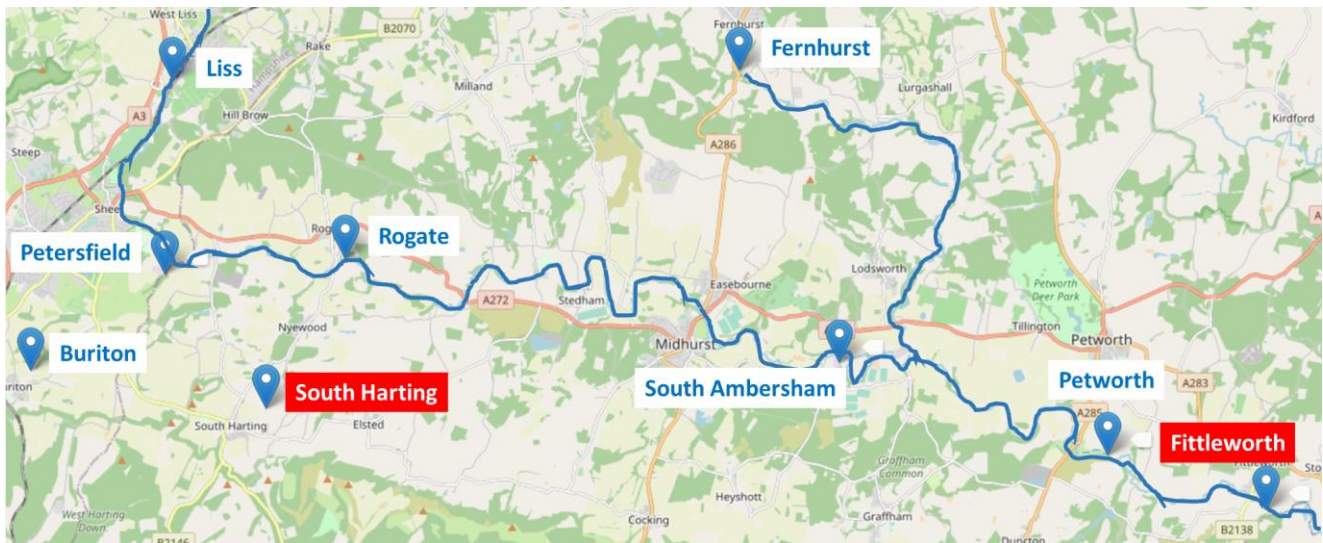 West Liss
Rake
B2070
Fernhurst
Fernhurst
Liss
Hampshire
Milland
Lurgashall
Kirdford
A3
Hill Brow
Steep
A286
Petersfield
Rogate
Lodsworth
Easebourne
Petworth
Deer Park
A272
Stedham
Tillington
Nyewood
Midhurst
Petworth
Buriton
South Ambersham
Petworth
A283
South Harting
A285
Elsted
Fittleworth
South Harting
Graffham
Common
Heyshott
West Harting
Down
Graffham
Cocking
B2138
B2146
Duncton